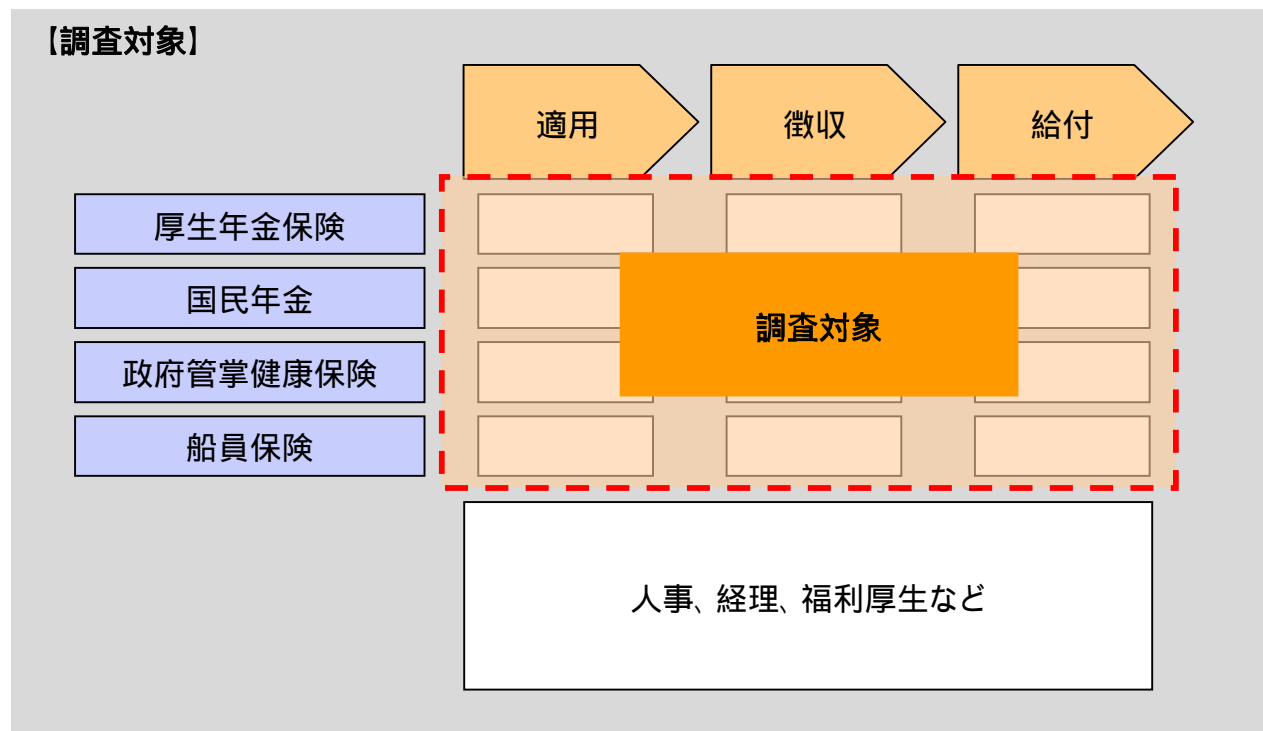 【調査対象】
適用
徴収
給付
厚生年金保険
国民年金
調査対象
政府管掌健康保険
船員保険
人事、経理、福利厚生など